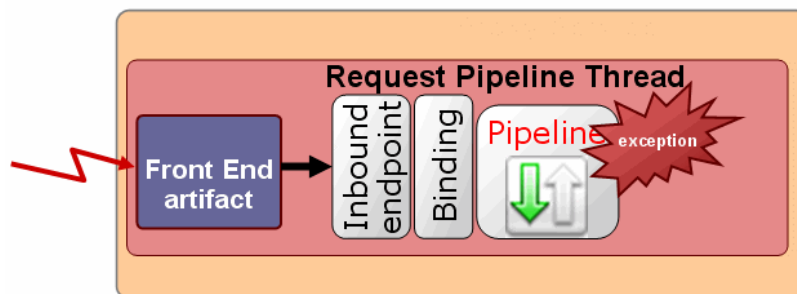 Request Pipeline Thread
Front End
artifact
Inbound
endpoint
Binding
Pipeline
exception